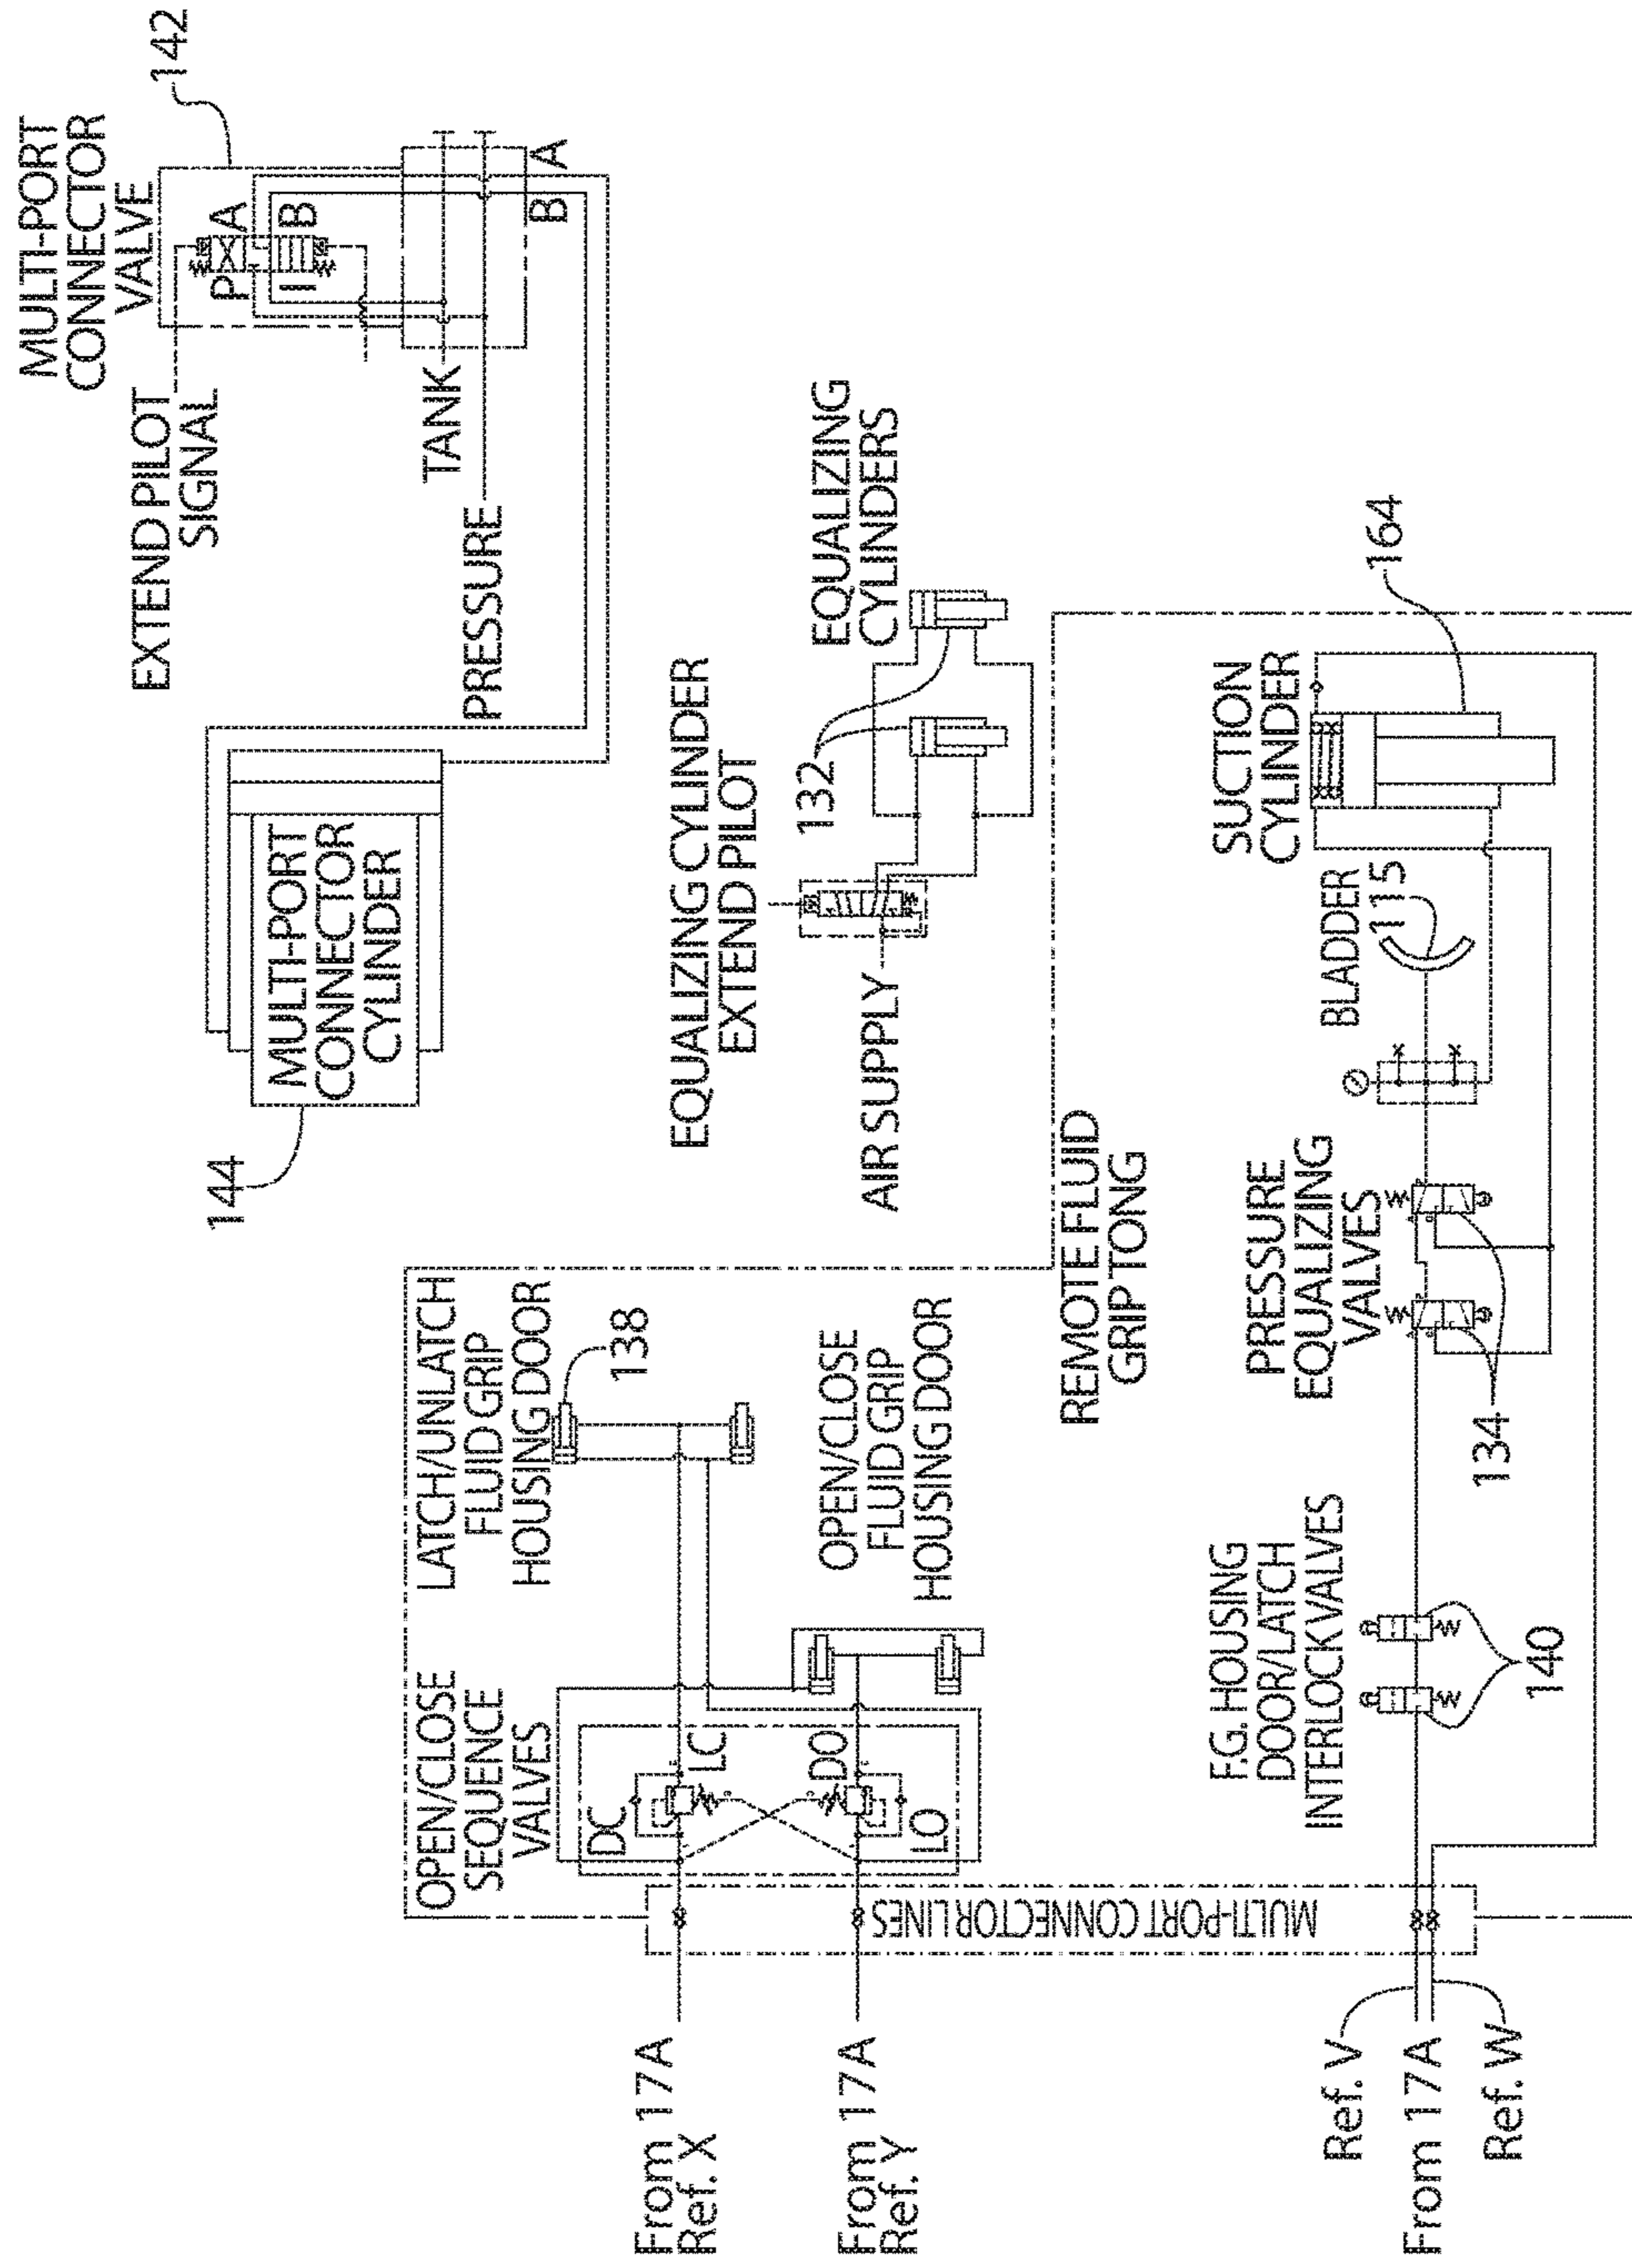 MULTI-PORT
CONNECTOR
VALVE
142
EXTEND PILOT
SIGNAL
P
A
B
TANK
PRESSURE
B
A
144
MULTI-PORT
CONNECTOR
CYLINDER
EQUALIZING CYLINDER
EXTEND PILOT
EQUALIZING
CYLINDERS
132
AIR SUPPLY
OPEN/CLOSE
SEQUENCE
VALVES
LATCH/UNLATCH
FLUID GRIP
HOUSING DOOR
138
OPEN/CLOSE
FLUID GRIP
HOUSING DOOR
DC
LC
DO
LO
REMOTE FLUID
GRIP TONG
MULTI-PORT CONNECTOR LINES
From 17A
Ref. X
From 17A
Ref. Y
F.G. HOUSING
DOOR/LATCH
INTERLOCK VALVES
140
PRESSURE
EQUALIZING
VALVES
134
BLADDER
115
SUCTION
CYLINDER
164
Ref. V
From 17A
Ref. W